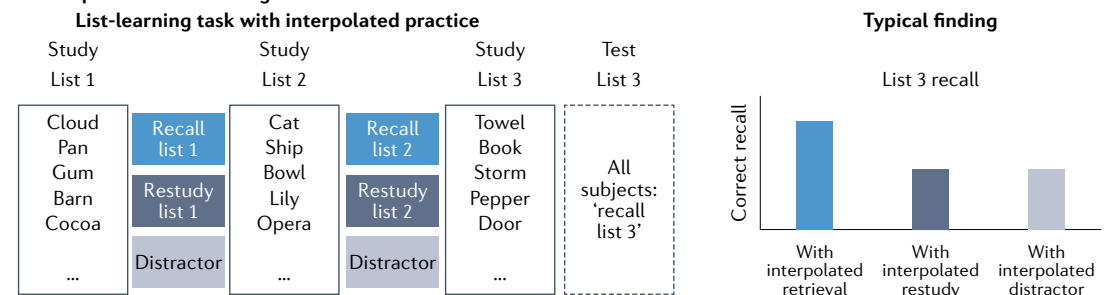 List-learning task with interpolated practice
Study
List 1
Study
List 2
Study
List 3
Test
List 3
Cloud
Pan
Gum
Barn
Cocoa
...
Recall
list 1
Restudy
list 1
Distractor
Cat
Ship
Bowl
Lily
Opera
...
Recall
list 2
Restudy
list 2
Distractor
Towel
Book
Storm
Pepper
Door
...
All
subjects:
‘recall
list 3’
Typical finding
List 3 recall
Correct recall
With
interpolated
retrieval
With
interpolated
restudy
With
interpolated
distractor